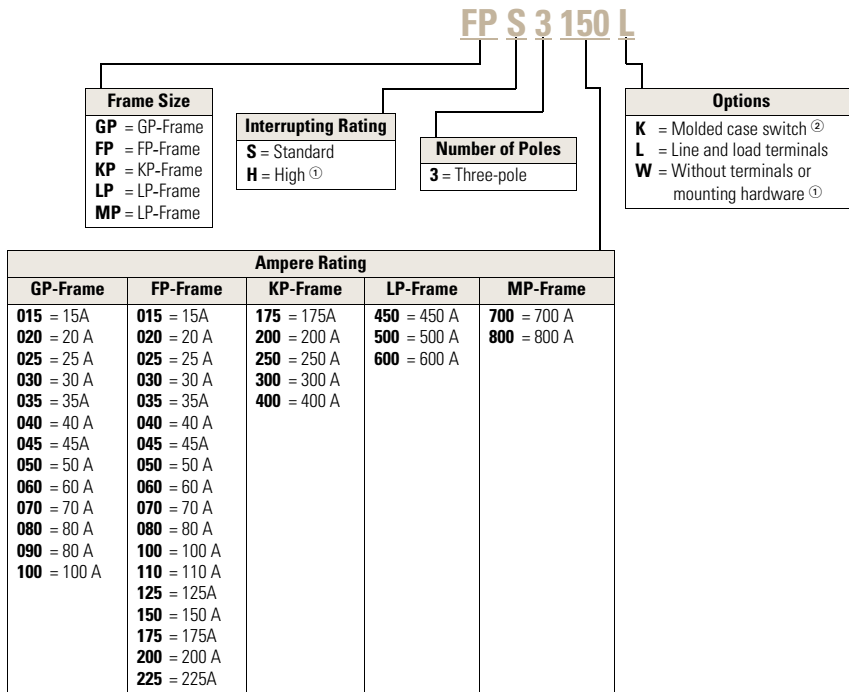 FP S 3 150 L
Frame Size
GP = GP-Frame
FP = FP-Frame
KP = KP-Frame
LP = LP-Frame
MP = LP-Frame
Interrupting Rating
S = Standard
H = High ①
Number of Poles
3 = Three-pole
Options
K = Molded case switch ②
L = Line and load terminals
W = Without terminals or
mounting hardware ①
Ampere Rating
GP-Frame FP-Frame KP-Frame LP-Frame MP-Frame
015 = 15A 015 = 15A 175 = 175A 450 = 450 A 700 = 700 A
020 = 20 A 020 = 20 A 200 = 200 A 500 = 500 A 800 = 800 A
025 = 25 A 025 = 25 A 250 = 250 A 600 = 600 A
030 = 30 A 030 = 30 A 300 = 300 A
035 = 35A 035 = 35A 400 = 400 A
040 = 40 A 040 = 40 A
045 = 45A 045 = 45A
050 = 50 A 050 = 50 A
060 = 60 A 060 = 60 A
070 = 70 A 070 = 70 A
080 = 80 A 080 = 80 A
090 = 80 A 100 = 100 A
100 = 100 A 110 = 110 A
125 = 125A
150 = 150 A
175 = 175A
200 = 200 A
225 = 225A